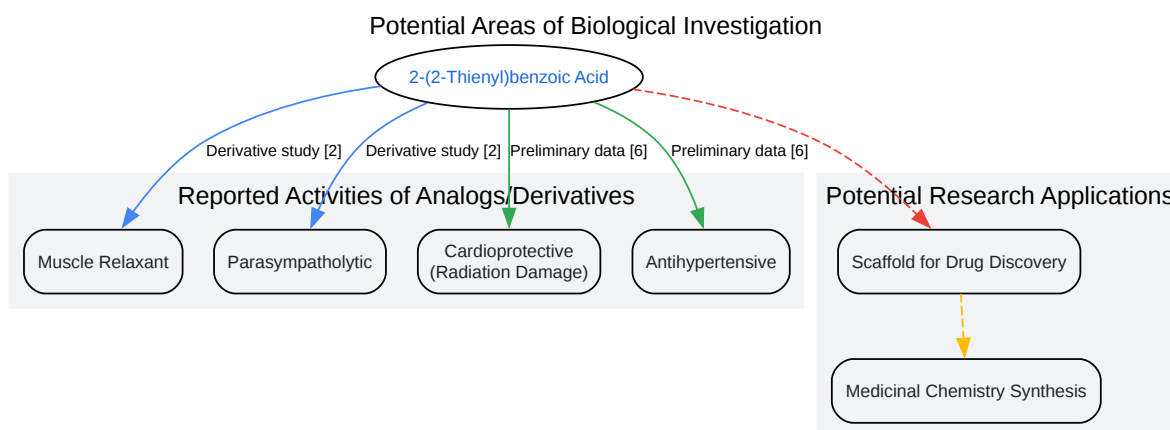 Potential Areas of Biological Investigation
2-(2-Thienyl)benzoic Acid
Derivative study [2]
Derivative study [2]
Preliminary data [6]
Preliminary data [6]
Reported Activities of Analogs/Derivatives
Potential Research Applications
Muscle Relaxant
Parasympatholytic
Cardioprotective
(Radiation Damage)
Antihypertensive
Scaffold for Drug Discovery
Medicinal Chemistry Synthesis